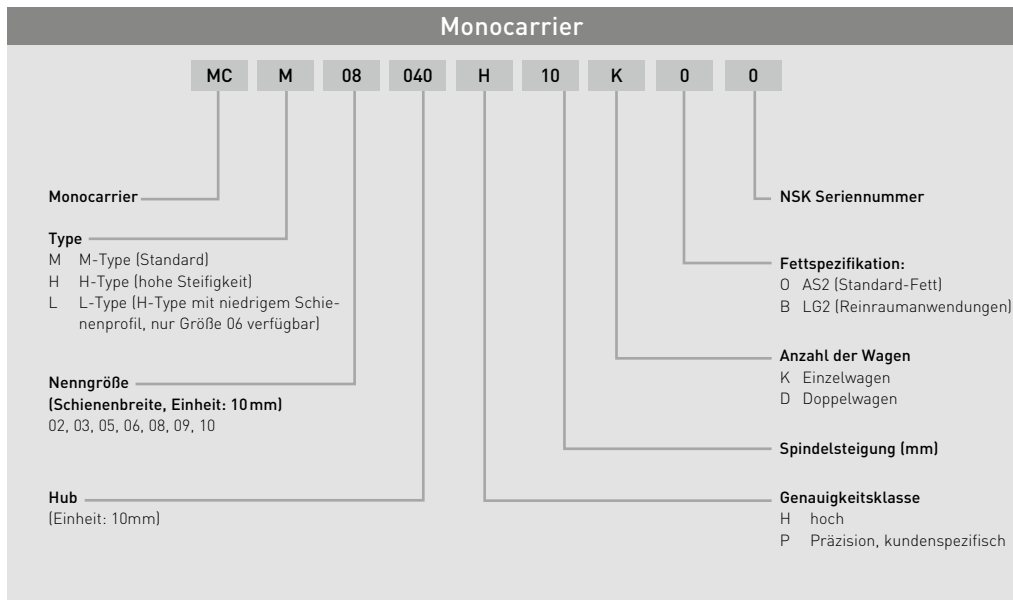 Monocarrier
MC M 08 040 H 10 K 0 0
Monocarrier
Type
M M-Type (Standard)
H H-Type (hohe Steifigkeit)
L L-Type (H-Type mit niedrigem Schie-
nenprofil, nur Größe 06 verfügbar)
Nenngröße
(Schienenbreite, Einheit: 10 mm)
02, 03, 05, 06, 08, 09, 10
Hub
(Einheit: 10mm)
NSK Seriennummer
Fettspezifikation:
0 AS2 (Standard-Fett)
B LG2 (Reinraumanwendungen)
Anzahl der Wagen
K Einzelwagen
D Doppelwagen
Spindelsteigung (mm)
Genauigkeitsklasse
H hoch
P Präzision, kundenspezifisch